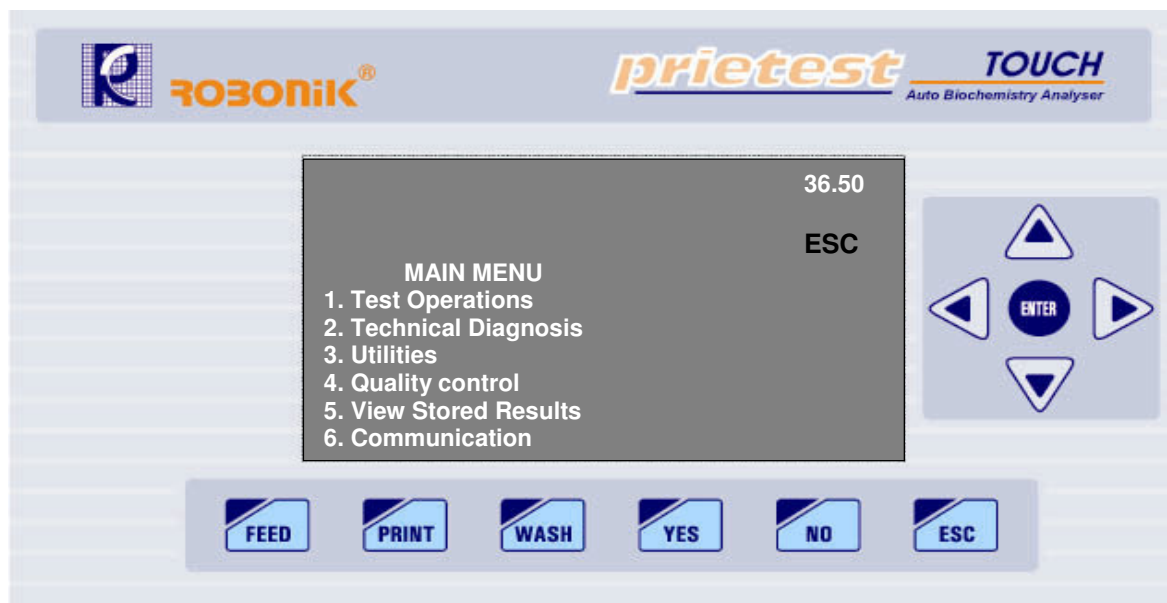 ROBONiK®
prietest TOUCH
Auto Biochemistry Analyser
36.50
ESC
MAIN MENU
1. Test Operations
2. Technical Diagnosis
3. Utilities
4. Quality control
5. View Stored Results
6. Communication
ENTER
FEED PRINT WASH YES NO ESC